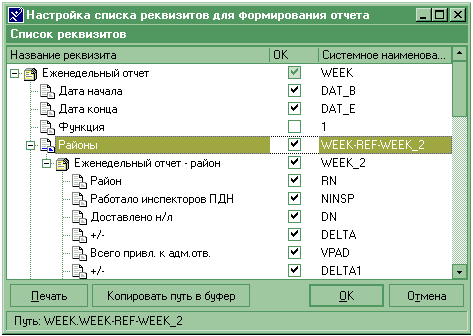 Настройка списка реквизитов для формирования отчета
Список реквизитов
Название реквизита OK Системное наименова...
Еженедельный отчет WEEK
Дата начала DAT_B
Дата конца DAT_E
Функция 1
Районы WEEK-REF-WEEK_2
Еженедельный отчет - район WEEK_2
Район RN
Работало инспекторов ПДН NINSP
Доставлено н/л DN
+/- DELTA
Всего привл. к адм.отв. VPAD
+/- DELTA1
Печать Копировать путь в буфер OK Отмена
Путь: WEEK.WEEK-REF-WEEK_2